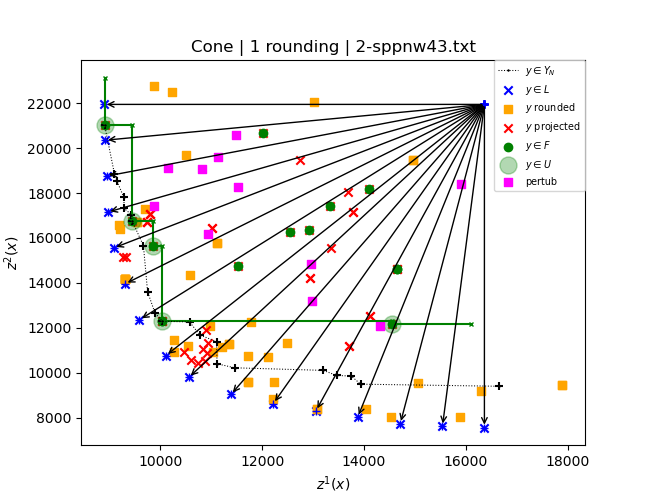 Cone | 1 rounding | 2-sppnw43.txt
z²(x)
22000
20000
18000
16000
14000
12000
10000
8000
10000 12000 14000 16000 18000
z¹(x)
y ∈ Y_N
y ∈ L
y rounded
y projected
y ∈ F
y ∈ U
pertub